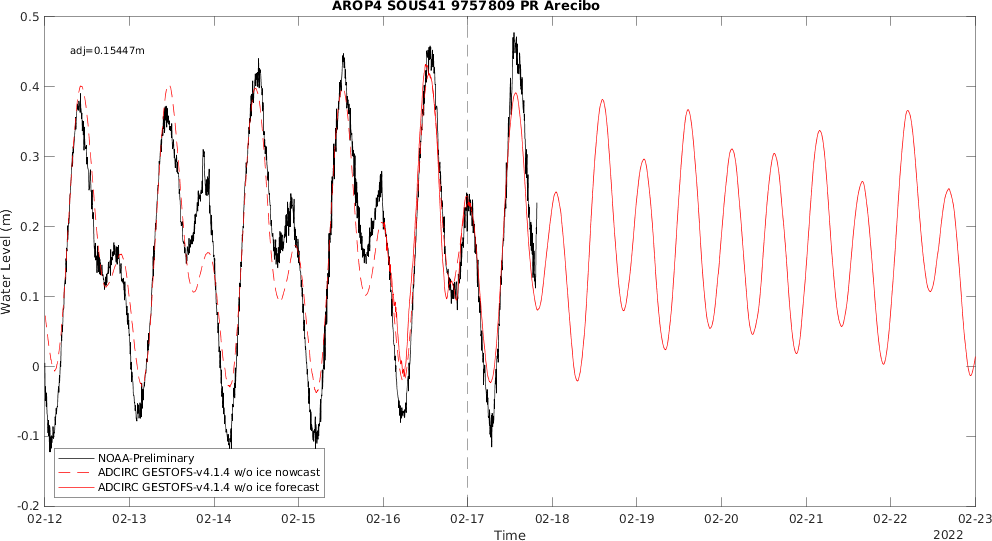 AROP4 SOUS41 9757809 PR Arecibo
adj=0.15447m
0.5
0.4
0.3
0.2
0.1
0
-0.1
-0.2
Water Level (m)
NOAA-Preliminary
ADCIRC GESTOFS-v4.1.4 w/o ice nowcast
ADCIRC GESTOFS-v4.1.4 w/o ice forecast
02-12 02-13 02-14 02-15 02-16 02-17 02-18 02-19 02-20 02-21 02-22 02-23
Time
2022